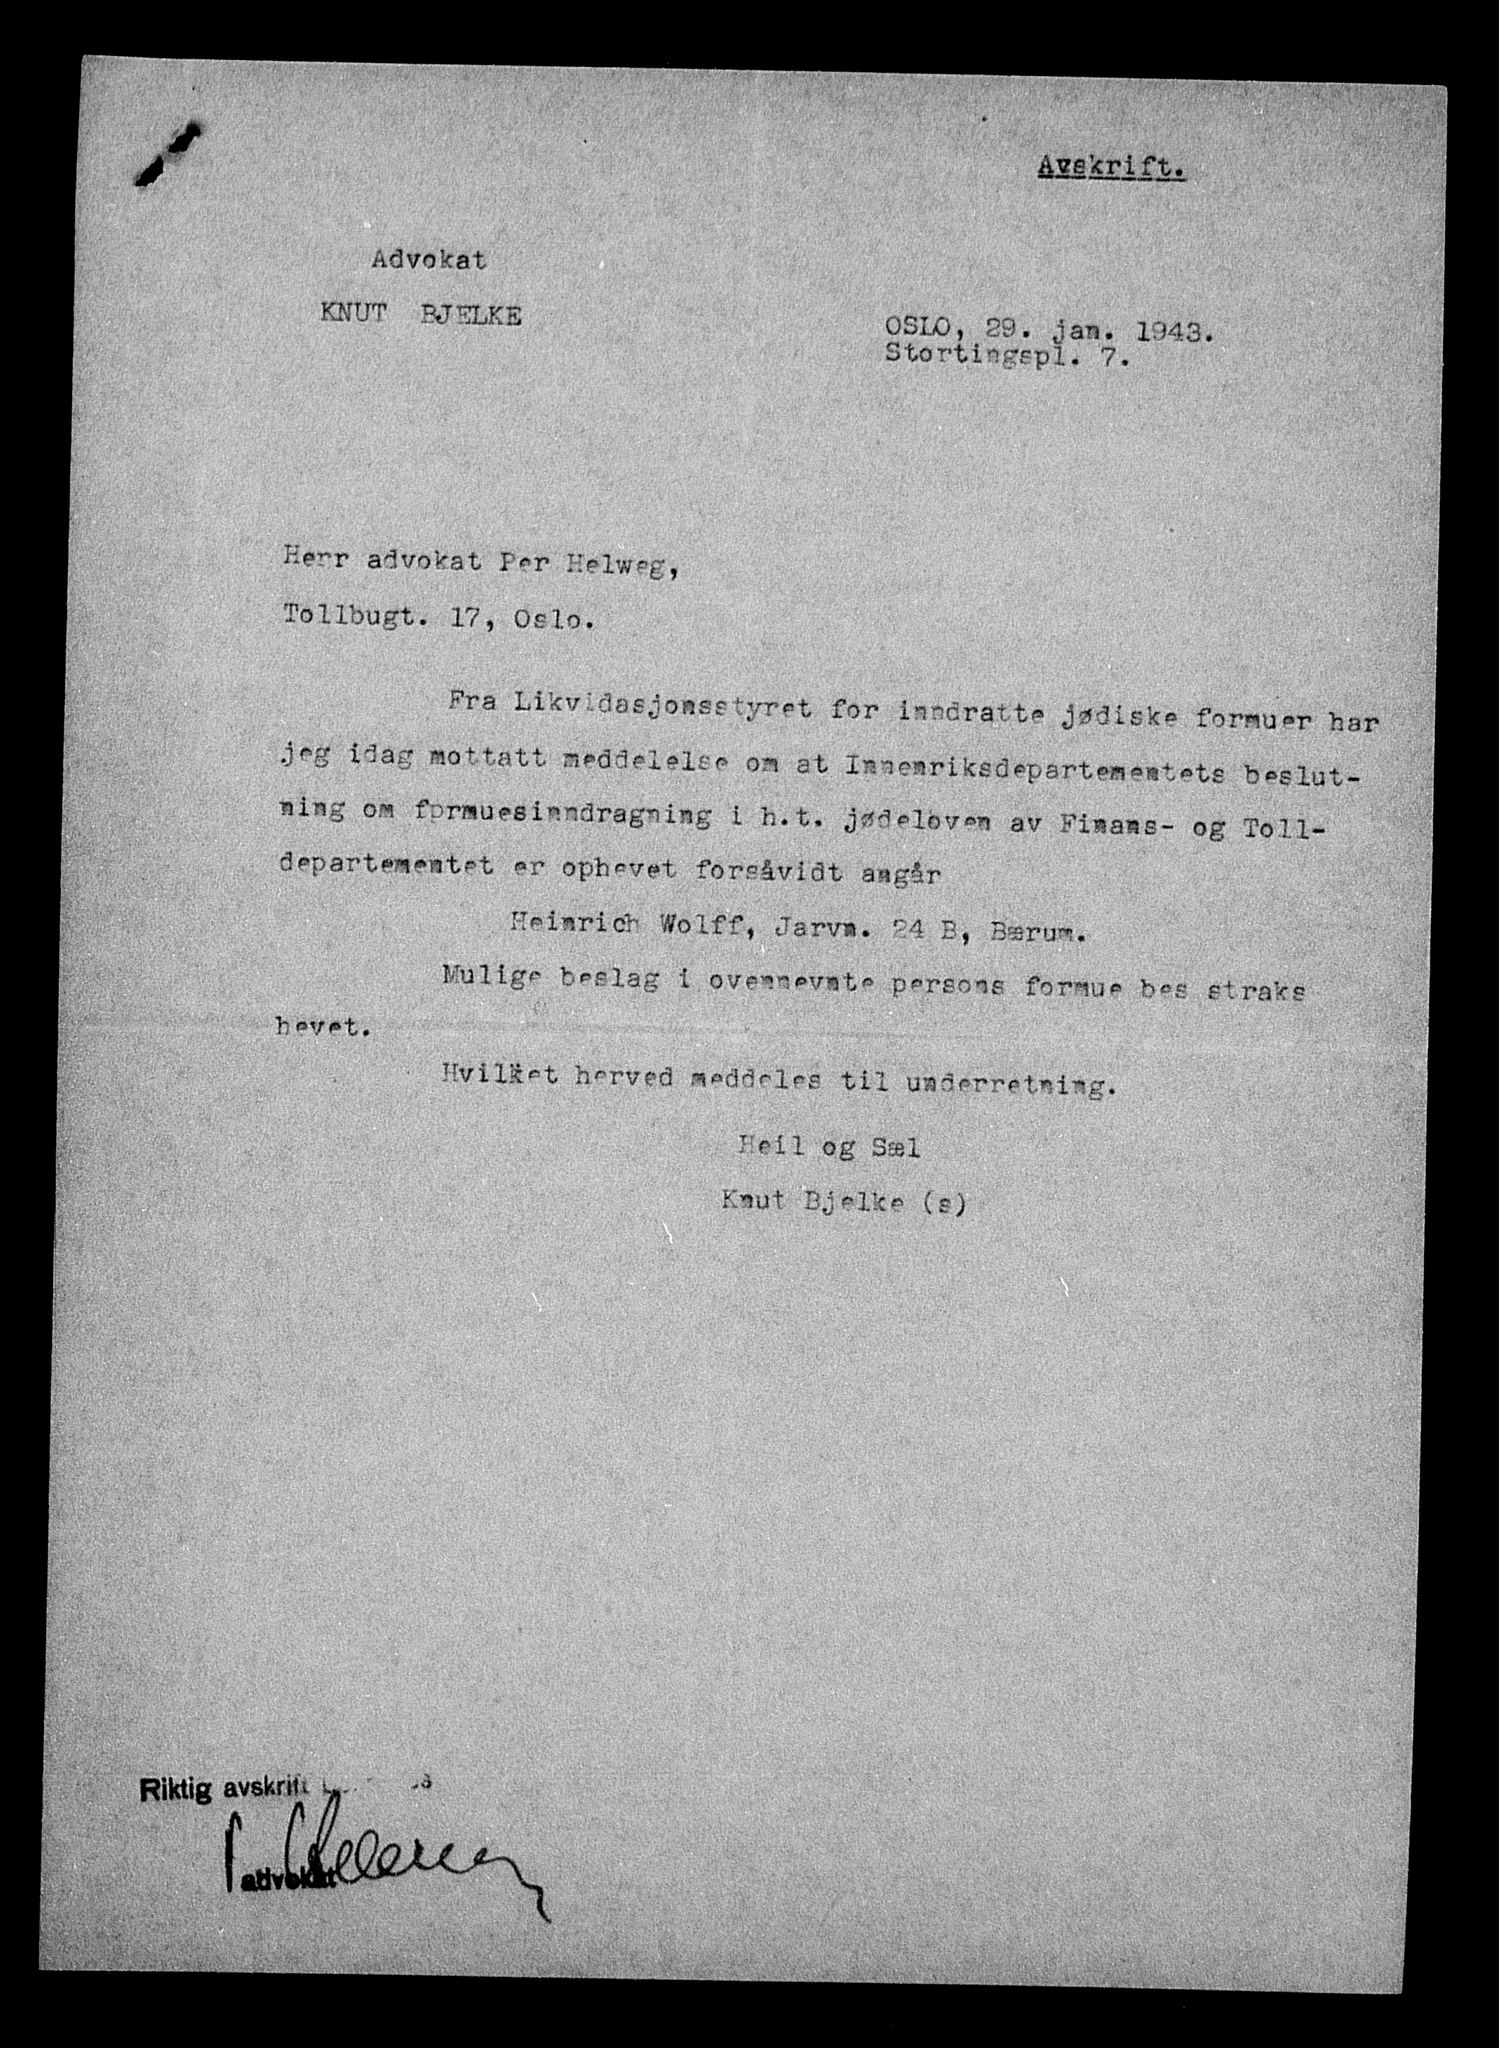 Avskrift.
Advokat
KNUT BJELKE
OSLO, 29. jan. 1943.
Stortingspl. 7.
Herr advokat Per Helweg,
Tollbugt. 17, Oslo.
Fra Likvidasjonsstyret for inndratte jødiske formuer har
jeg idag mottatt meddelelse om at Innenriksdepartementets beslut-
ning om formuesinndragning i h.t. jødeloven av Finans- og Toll-
departementet er ophevet forsåvidt angår
Heinrich Wolff, Jarvn. 24 B, Bærum.
Mulige beslag i ovennevnte persons formue bes straks
hevet.
Hvilket herved meddeles til underretning.
Heil og Sæl
Knut Bjelke (s)
Riktig avskrift
advokat